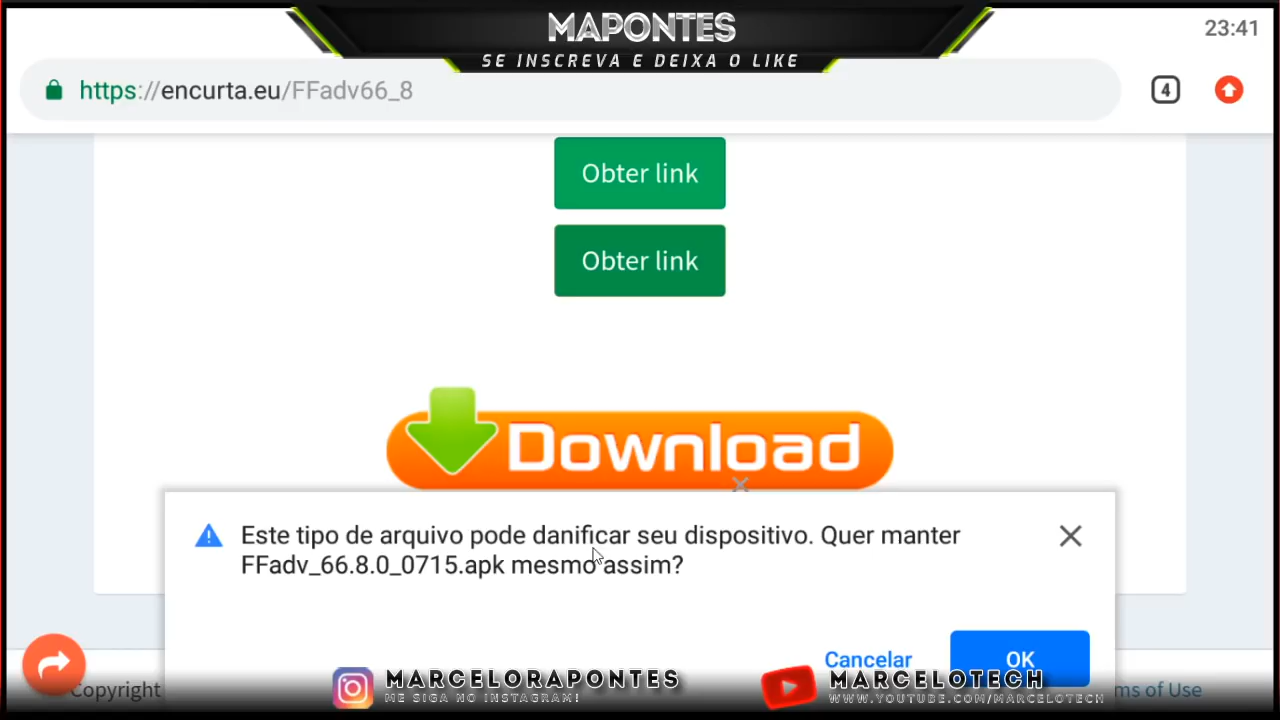 MAPONTES
SE INSCREVA E DEIXA O LIKE
23:41
https://encurta.eu/FFadv66_8
4
Obter link
Obter link
Download
Este tipo de arquivo pode danificar seu dispositivo. Quer manter
FFadv_66.8.0_0715.apk mesmo assim?
Cancelar
OK
Copyright
MARCELORAPONTES
ME SIGA NO INSTAGRAM!
MARCELOTECH
WWW.YOUTUBE.COM/MARCELOTECH
ms of Use